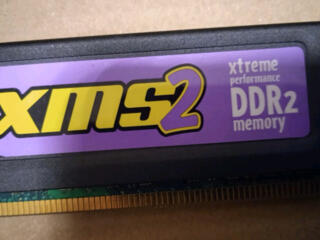 xms2
xtreme
performance
DDR2
memory